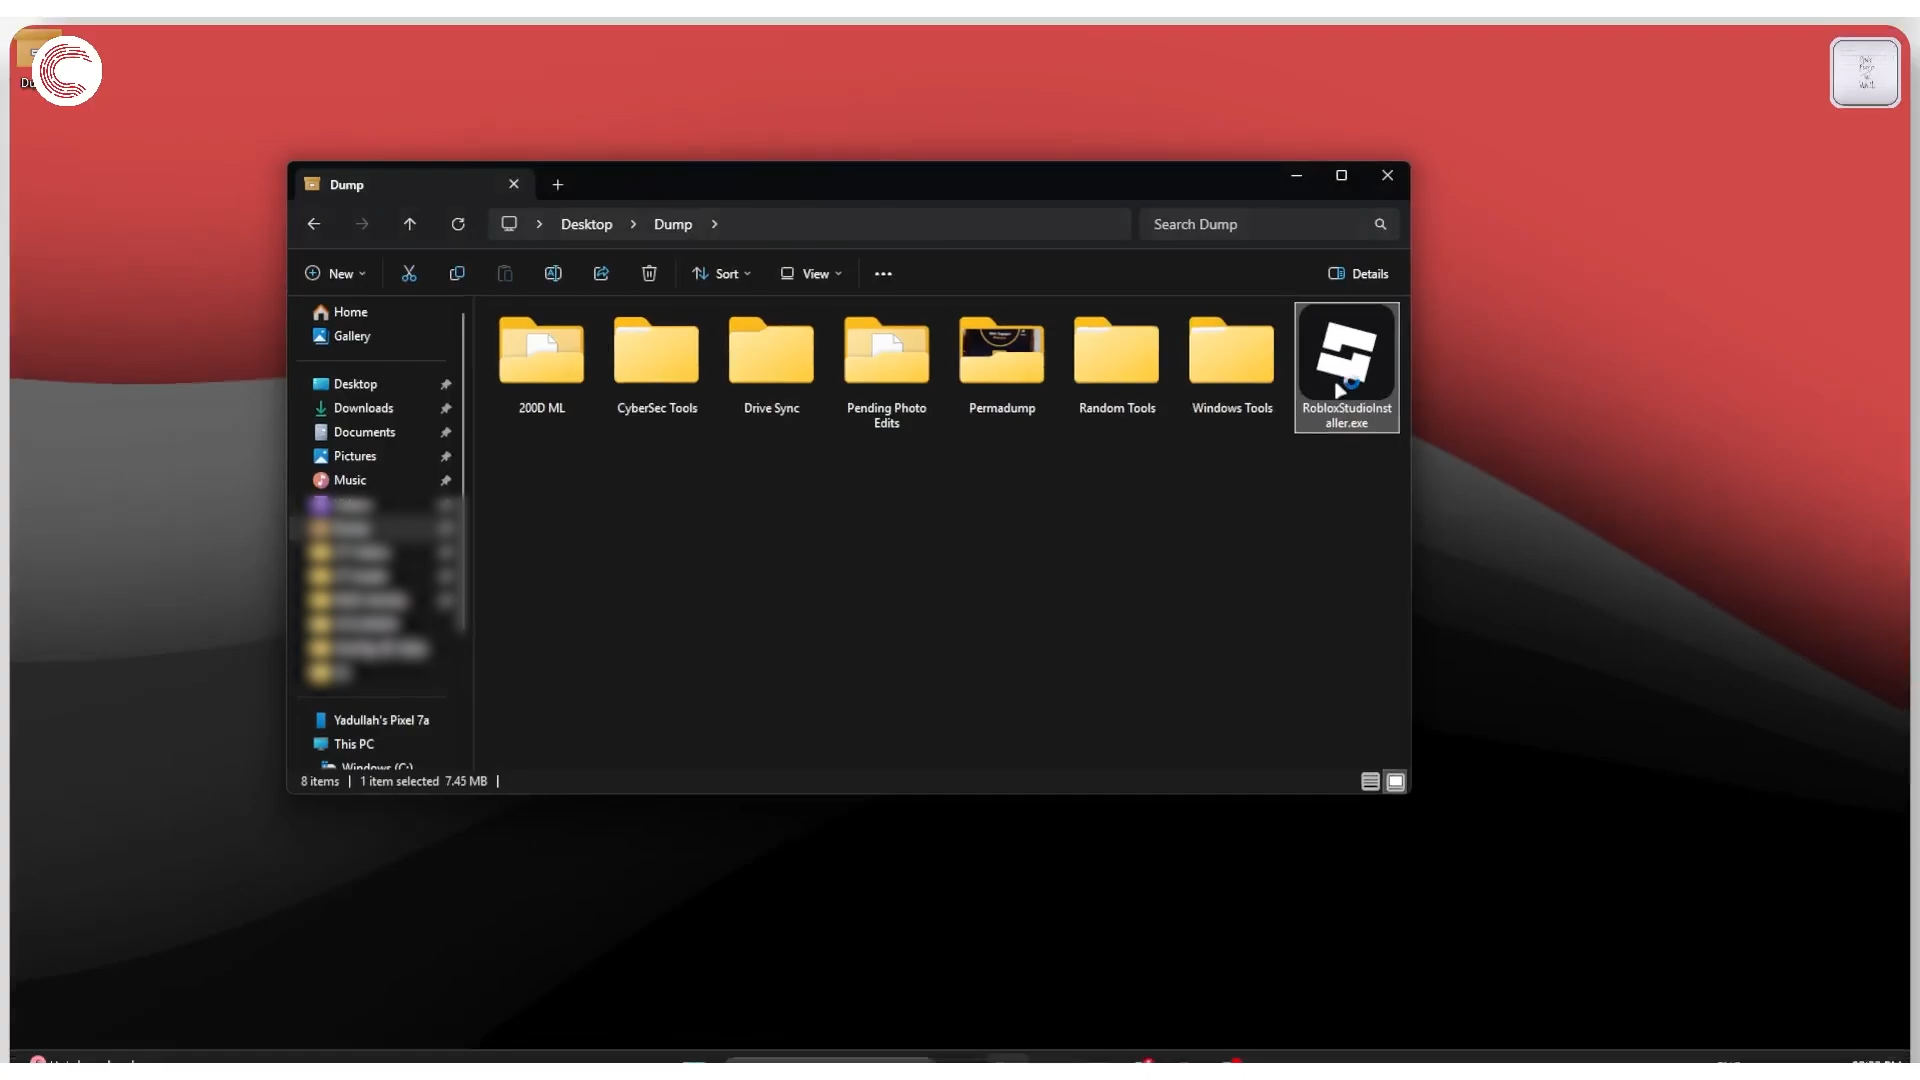 Dump
Desktop
Dump
Search Dump
New
Sort
View
Details
Home
Gallery
Desktop
Downloads
Documents
Pictures
Music
200D ML
CyberSec Tools
Drive Sync
Pending Photo
Edits
Permadump
Random Tools
Windows Tools
RobloxStudioInst
aller.exe
Yadullah's Pixel 7a
This PC
Windows (C:)
8 items
1 item selected 7.45 MB